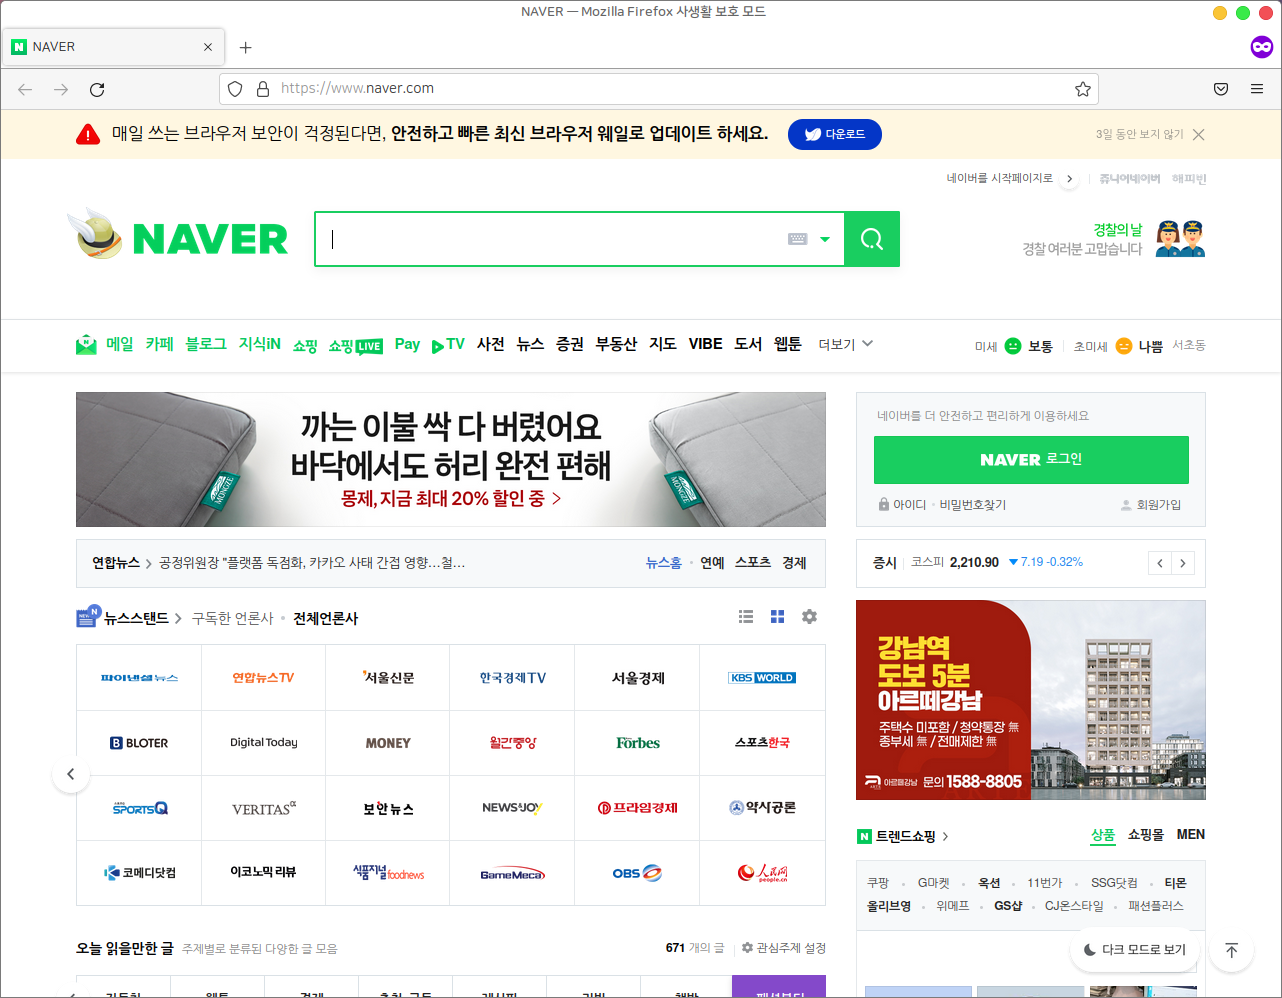 NAVER — Mozilla Firefox 사생활 보호 모드
NAVER
https://www.naver.com
매일 쓰는 브라우저 보안이 걱정된다면, 안전하고 빠른 최신 브라우저 웨일로 업데이트 하세요. 다운로드 3일 동안 보지 않기
네이버를 시작페이지로 쥬니어네이버 해피빈
NAVER
경찰의 날
경찰 여러분 고맙습니다
메일 카페 블로그 지식iN 쇼핑 쇼핑LIVE Pay TV 사전 뉴스 증권 부동산 지도 VIBE 도서 웹툰 더보기 미세 보통 초미세 나쁨 서초동
까는 이불 싹 다 버렸어요
바닥에서도 허리 완전 편해
몽제, 지금 최대 20% 할인 중 >
MONGZE
MONGZE
네이버를 더 안전하고 편리하게 이용하세요
NAVER 로그인
아이디 · 비밀번호찾기 회원가입
연합뉴스 공정위원장 "플랫폼 독점화, 카카오 사태 간접 영향…철… 뉴스홈 · 연예 스포츠 경제
증시 코스피 2,210.90 ▼7.19 -0.32%
뉴스스탠드 구독한 언론사 · 전체언론사
파이낸셜뉴스 연합뉴스TV 서울신문 한국경제TV 서울경제 KBS WORLD
BLOTER Digital Today MONEY 월간중앙 Forbes 스포츠한국
스포츠Q SPORTSQ VERITASα 보안뉴스 NEWS&JOY 프라임경제 약사공론
코메디닷컴 이코노믹리뷰 식품저널foodnews GameMeca OBS 人民网 people.cn
강남역
도보 5분
아르떼강남
주택수 미포함 / 청약통장 無
종부세 無 / 전매제한 無
아르떼강남 문의 1588-8805
트렌드쇼핑 상품 쇼핑몰 MEN
쿠팡 · G마켓 · 옥션 · 11번가 · SSG닷컴 · 티몬
올리브영 · 위메프 · GS샵 · CJ온스타일 · 패션플러스
오늘 읽을만한 글 주제별로 분류된 다양한 글 모음 671 개의 글 관심주제 설정
다크 모드로 보기